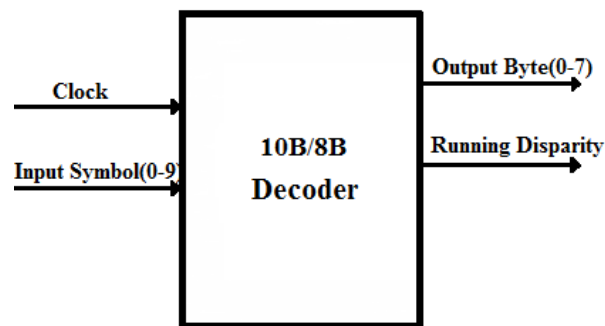 Clock
Input Symbol(0-9)
10B/8B
Decoder
Output Byte(0-7)
Running Disparity